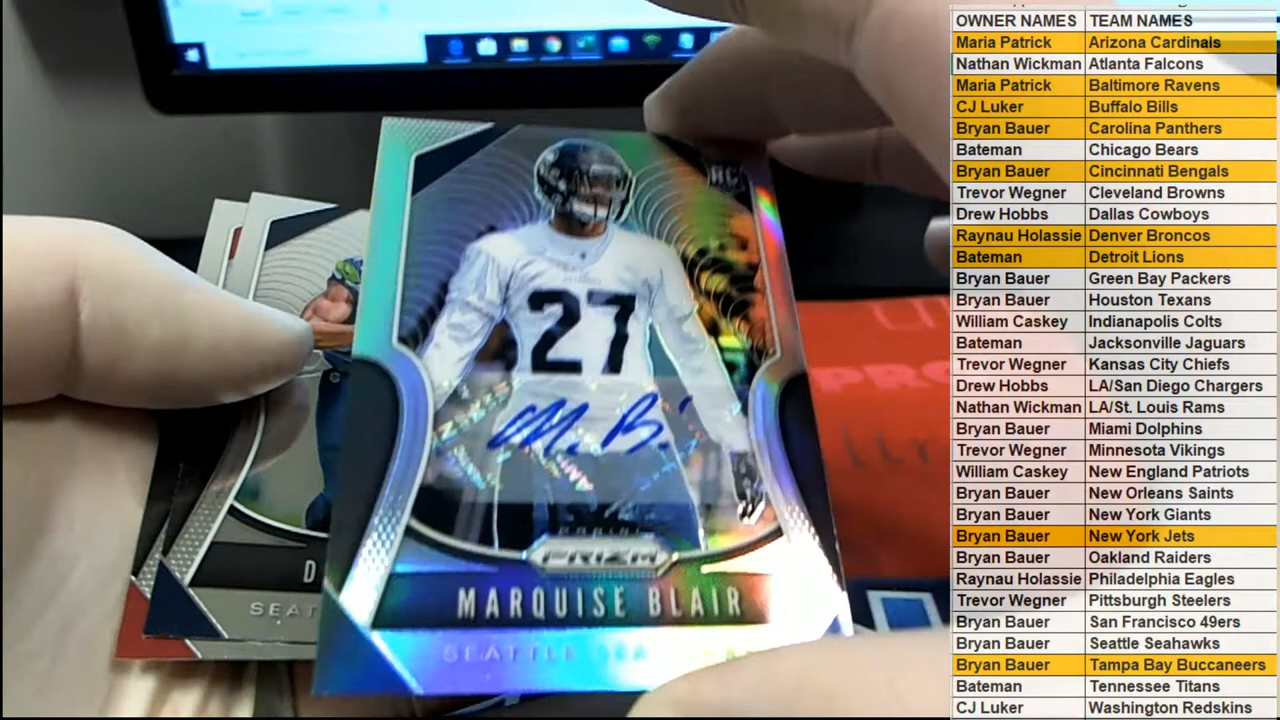 OWNER NAMES TEAM NAMES
Maria Patrick Arizona Cardinals
Nathan Wickman Atlanta Falcons
Maria Patrick Baltimore Ravens
CJ Luker Buffalo Bills
Bryan Bauer Carolina Panthers
Bateman Chicago Bears
Bryan Bauer Cincinnati Bengals
Trevor Wegner Cleveland Browns
Drew Hobbs Dallas Cowboys
Raynau Holassie Denver Broncos
Bateman Detroit Lions
Bryan Bauer Green Bay Packers
Bryan Bauer Houston Texans
William Caskey Indianapolis Colts
Bateman Jacksonville Jaguars
Trevor Wegner Kansas City Chiefs
Drew Hobbs LA/San Diego Chargers
Nathan Wickman LA/St. Louis Rams
Bryan Bauer Miami Dolphins
Trevor Wegner Minnesota Vikings
William Caskey New England Patriots
Bryan Bauer New Orleans Saints
Bryan Bauer New York Giants
Bryan Bauer New York Jets
Bryan Bauer Oakland Raiders
Raynau Holassie Philadelphia Eagles
Trevor Wegner Pittsburgh Steelers
Bryan Bauer San Francisco 49ers
Bryan Bauer Seattle Seahawks
Bryan Bauer Tampa Bay Buccaneers
Bateman Tennessee Titans
CJ Luker Washington Redskins
RC
27
M. B.
PANINI
PRIZM
MARQUISE BLAIR
SEATTLE
D
SEAT
PRO